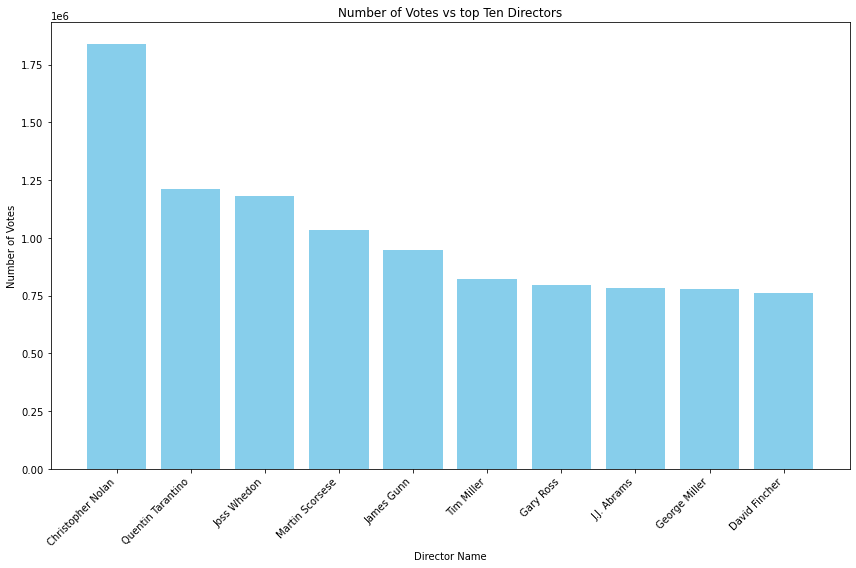 Number of Votes vs top Ten Directors
1e6
1.75
1.50
1.25
1.00
0.75
0.50
0.25
0.00
Number of Votes
Christopher Nolan
Quentin Tarantino
Joss Whedon
Martin Scorsese
James Gunn
Tim Miller
Gary Ross
J.J. Abrams
George Miller
David Fincher
Director Name